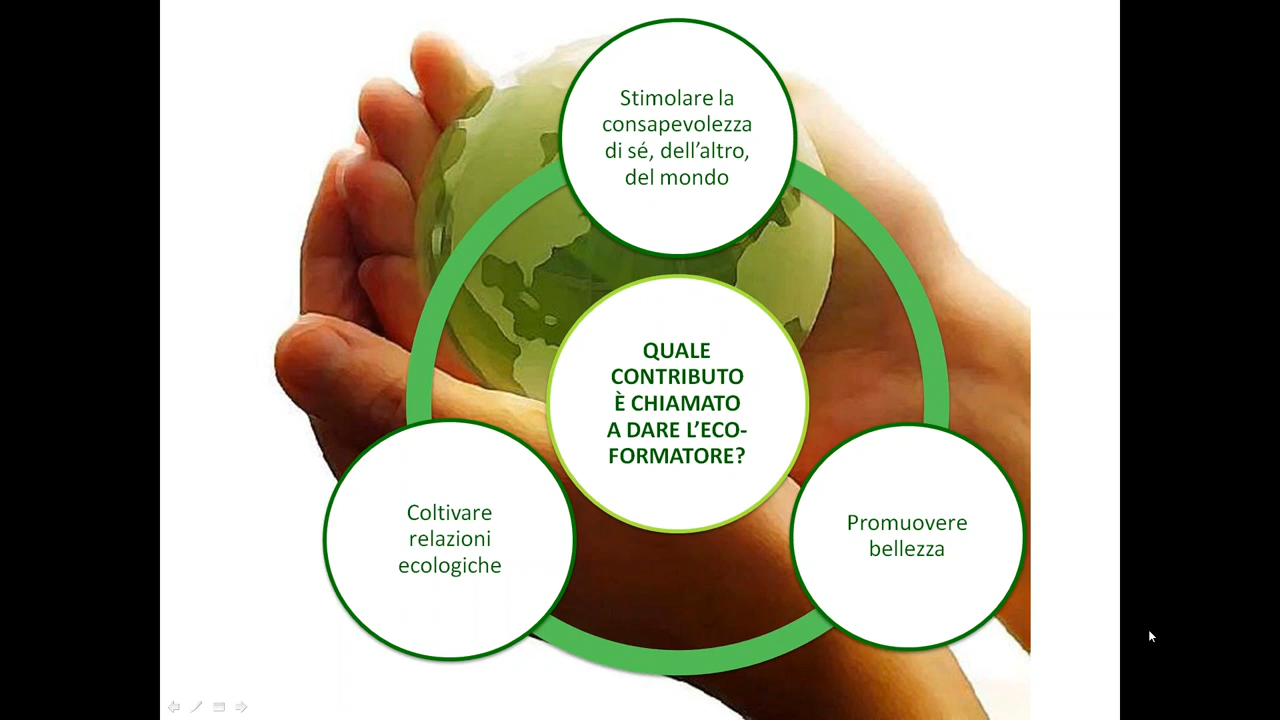 Stimolare la
consapevolezza
di sé, dell’altro,
del mondo
QUALE
CONTRIBUTO
È CHIAMATO
A DARE L’ECO-
FORMATORE?
Coltivare
relazioni
ecologiche
Promuovere
bellezza